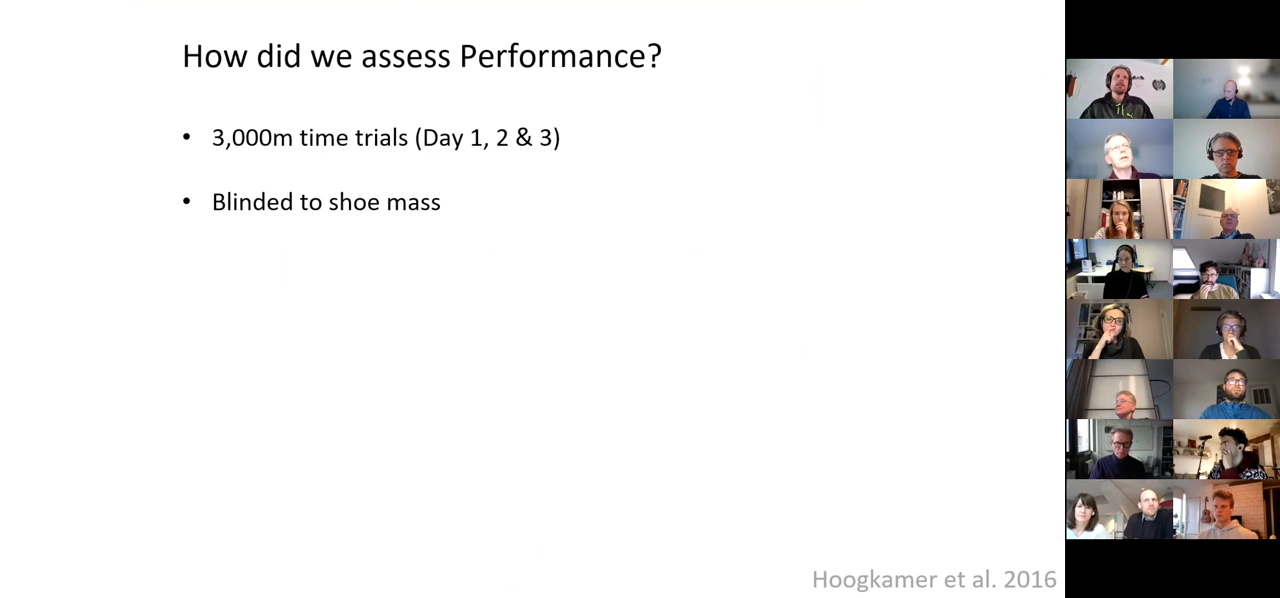 How did we assess Performance?
• 3,000m time trials (Day 1, 2 & 3)
• Blinded to shoe mass
Hoogkamer et al. 2016